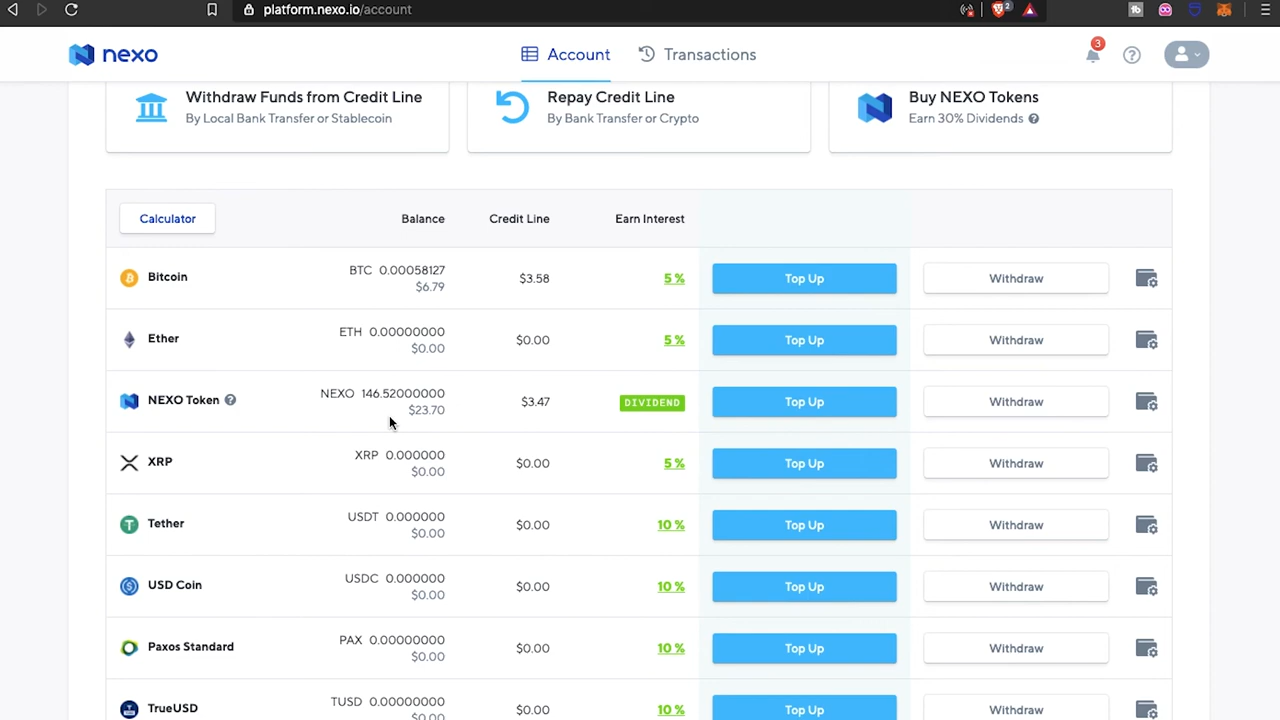 platform.nexo.io/account
2
nexo
Account
Transactions
3
Withdraw Funds from Credit Line
By Local Bank Transfer or Stablecoin
Repay Credit Line
By Bank Transfer or Crypto
Buy NEXO Tokens
Earn 30% Dividends ?
Calculator
Balance
Credit Line
Earn Interest
Bitcoin
BTC 0.00058127
$6.79
$3.58
5 %
Top Up
Withdraw
Ether
ETH 0.00000000
$0.00
$0.00
5 %
Top Up
Withdraw
NEXO Token ?
NEXO 146.52000000
$23.70
$3.47
DIVIDEND
Top Up
Withdraw
XRP
XRP 0.000000
$0.00
$0.00
5 %
Top Up
Withdraw
Tether
USDT 0.000000
$0.00
$0.00
10 %
Top Up
Withdraw
USD Coin
USDC 0.000000
$0.00
$0.00
10 %
Top Up
Withdraw
Paxos Standard
PAX 0.00000000
$0.00
$0.00
10 %
Top Up
Withdraw
TrueUSD
TUSD 0.00000000
$0.00
$0.00
10 %
Top Up
Withdraw